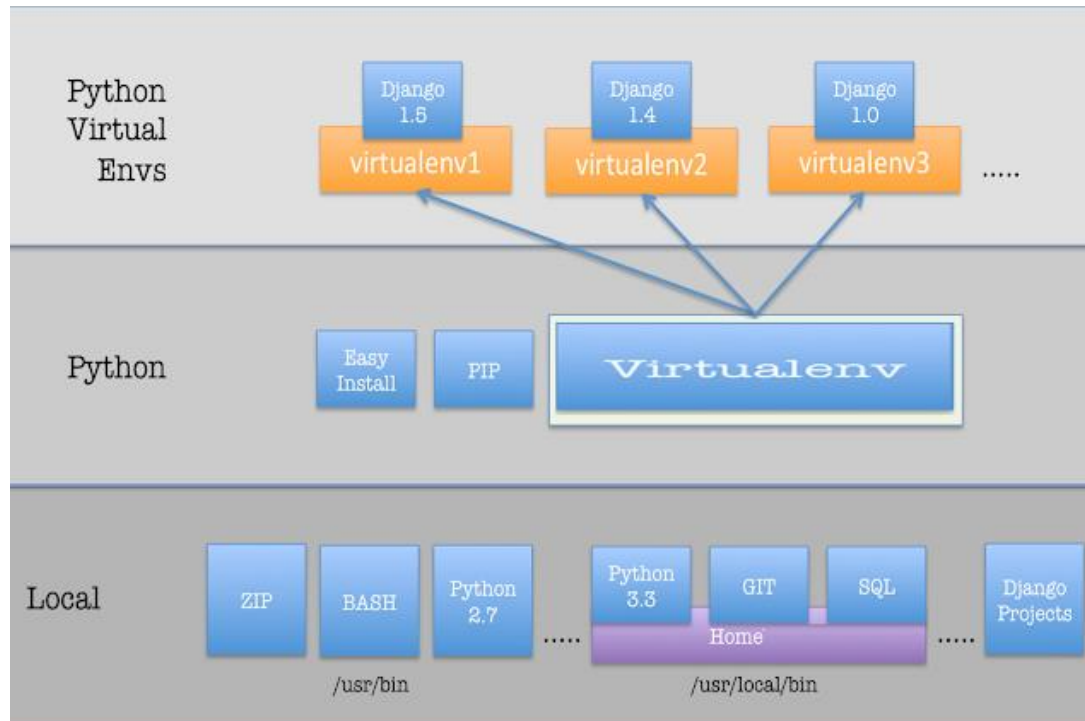 Python
Virtual
Envs
Django
1.5
virtualenv1
Django
1.4
virtualenv2
Django
1.0
virtualenv3
.....
Python
Easy
Install
PIP
Virtualenv
Local
ZIP
BASH
Python
2.7
.....
Python
3.3
GIT
SQL
Home
.....
Django
Projects
/usr/bin
/usr/local/bin